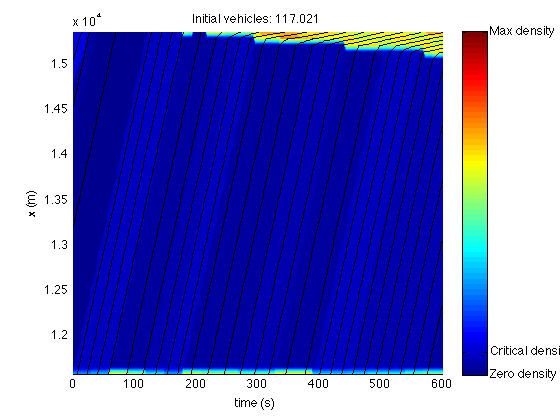 Initial vehicles: 117.021
x 10⁴
Max density
1.5
1.45
1.4
1.35
x (m)
1.3
1.25
1.2
Critical densi
Zero density
0 100 200 300 400 500 600
time (s)